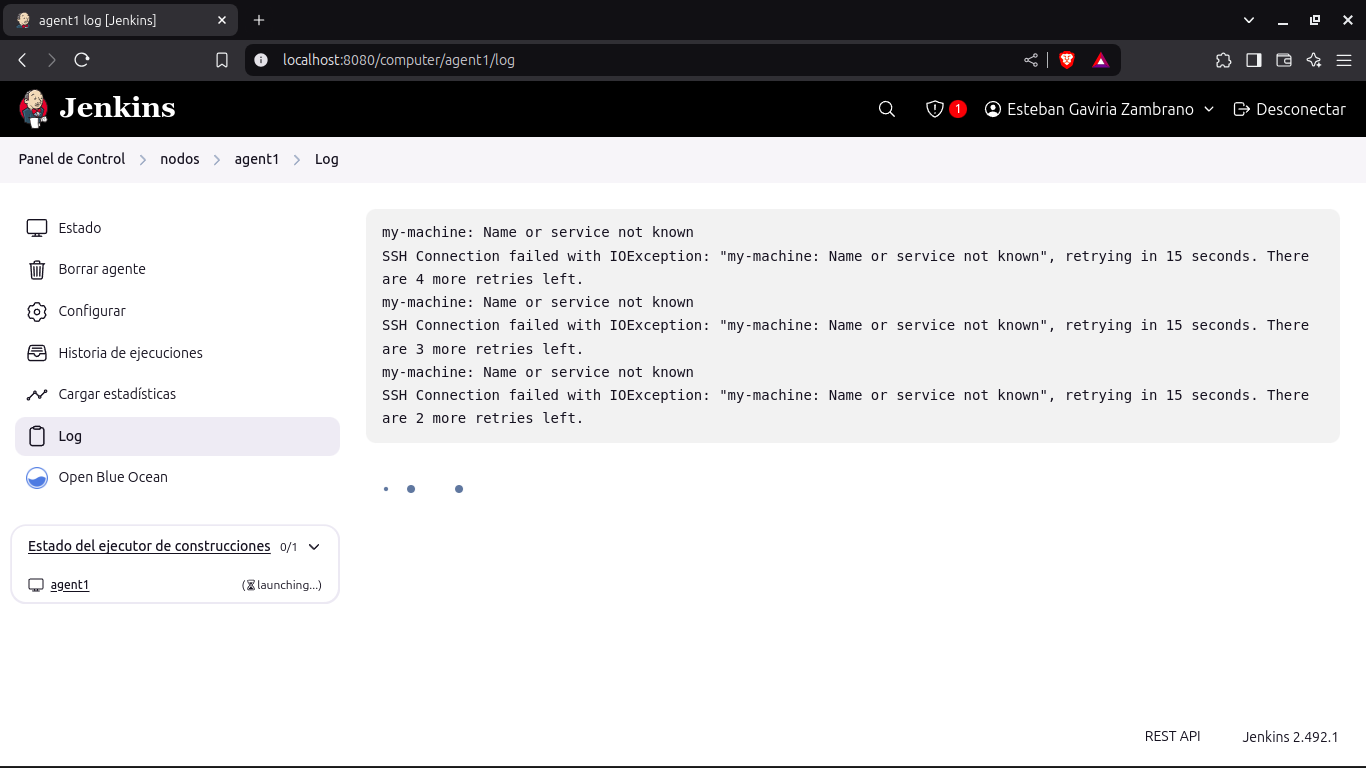 agent1 log [Jenkins]
localhost:8080/computer/agent1/log
Jenkins
1
Esteban Gaviria Zambrano
Desconectar
Panel de Control
nodos
agent1
Log
Estado
Borrar agente
Configurar
Historia de ejecuciones
Cargar estadísticas
Log
Open Blue Ocean
Estado del ejecutor de construcciones 0/1
agent1 (launching...)
my-machine: Name or service not known
SSH Connection failed with IOException: "my-machine: Name or service not known", retrying in 15 seconds. There
are 4 more retries left.
my-machine: Name or service not known
SSH Connection failed with IOException: "my-machine: Name or service not known", retrying in 15 seconds. There
are 3 more retries left.
my-machine: Name or service not known
SSH Connection failed with IOException: "my-machine: Name or service not known", retrying in 15 seconds. There
are 2 more retries left.
REST API
Jenkins 2.492.1